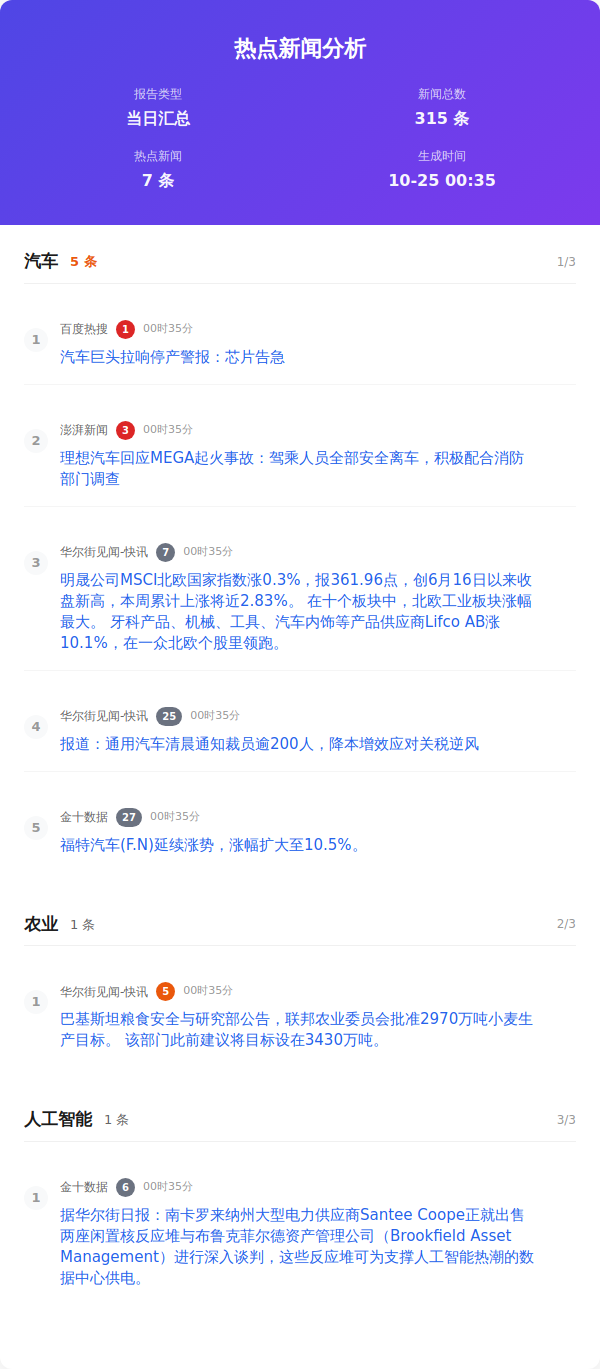 热点新闻分析
报告类型
新闻总数
当日汇总
315 条
热点新闻
生成时间
7 条
10-25 00:35
汽车 5 条 1/3
1
百度热搜 1 00时35分
汽车巨头拉响停产警报：芯片告急
2
澎湃新闻 3 00时35分
理想汽车回应MEGA起火事故：驾乘人员全部安全离车，积极配合消防
部门调查
3
华尔街见闻-快讯 7 00时35分
明晟公司MSCI北欧国家指数涨0.3%，报361.96点，创6月16日以来收
盘新高，本周累计上涨将近2.83%。 在十个板块中，北欧工业板块涨幅
最大。 牙科产品、机械、工具、汽车内饰等产品供应商Lifco AB涨
10.1%，在一众北欧个股里领跑。
4
华尔街见闻-快讯 25 00时35分
报道：通用汽车清晨通知裁员逾200人，降本增效应对关税逆风
5
金十数据 27 00时35分
福特汽车(F.N)延续涨势，涨幅扩大至10.5%。
农业 1 条 2/3
1
华尔街见闻-快讯 5 00时35分
巴基斯坦粮食安全与研究部公告，联邦农业委员会批准2970万吨小麦生
产目标。 该部门此前建议将目标设在3430万吨。
人工智能 1 条 3/3
1
金十数据 6 00时35分
据华尔街日报：南卡罗来纳州大型电力供应商Santee Coope正就出售
两座闲置核反应堆与布鲁克菲尔德资产管理公司（Brookfield Asset
Management）进行深入谈判，这些反应堆可为支撑人工智能热潮的数
据中心供电。